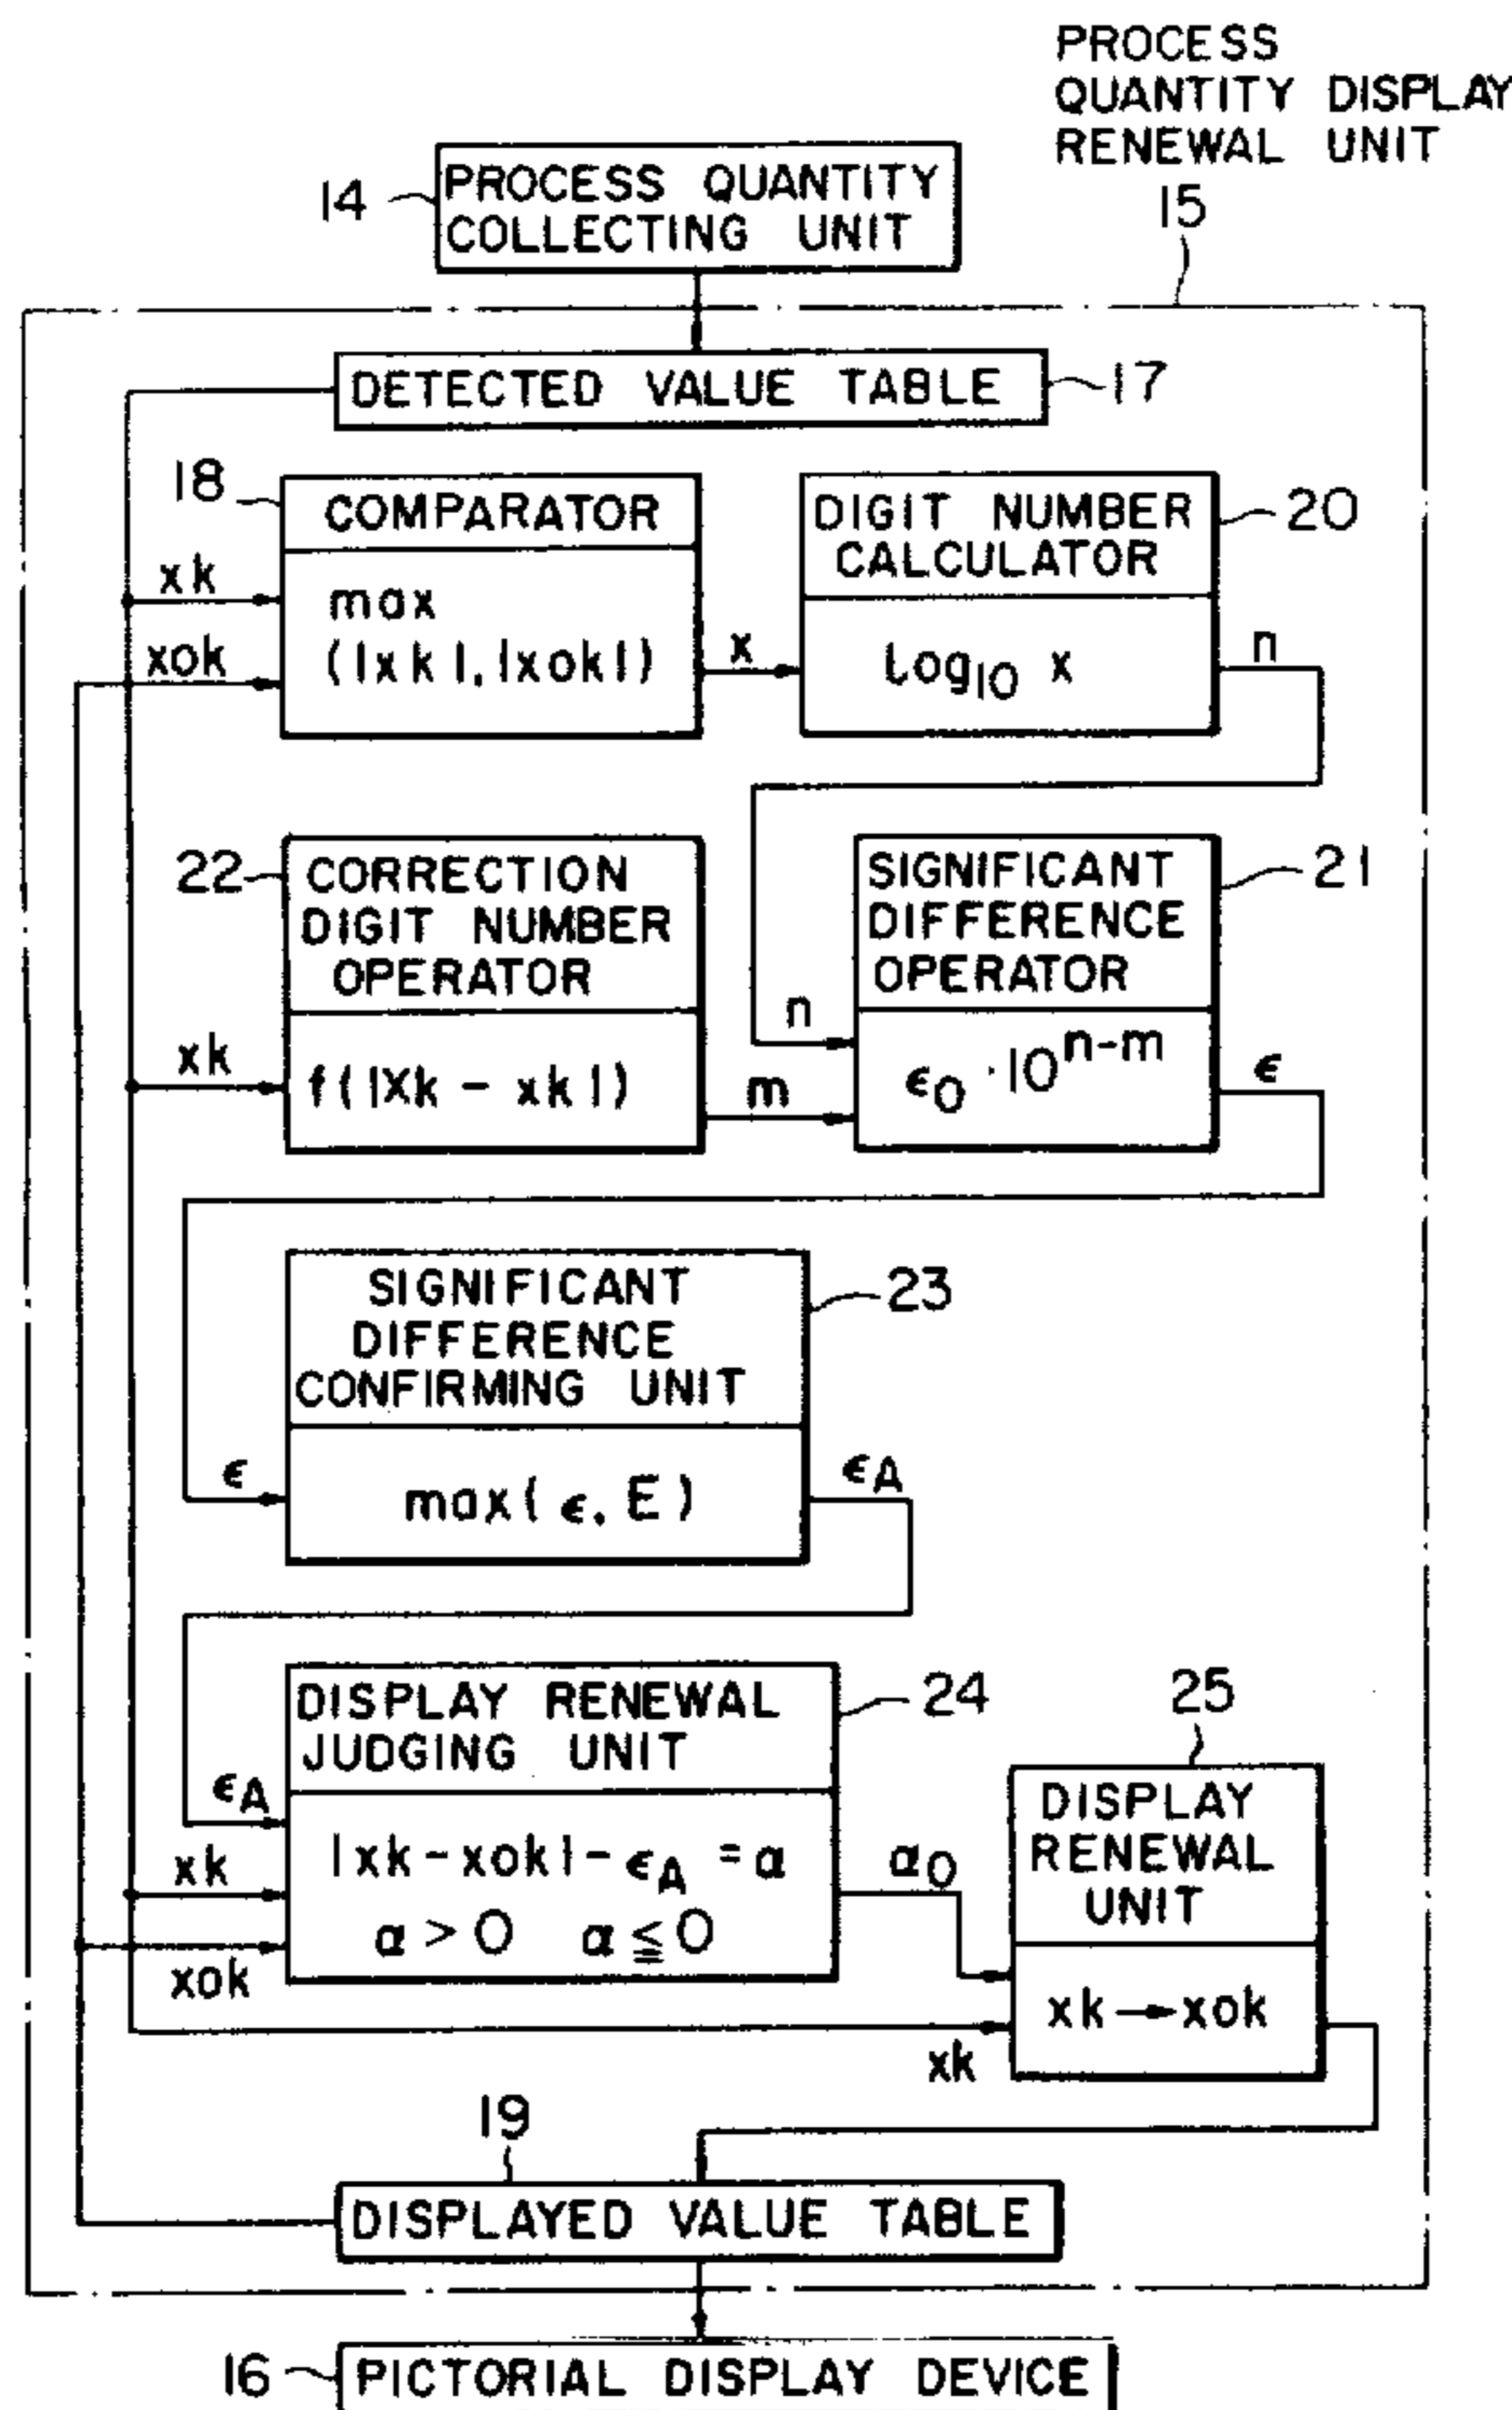 PROCESS
QUANTITY DISPLAY
RENEWAL UNIT
15
14
PROCESS QUANTITY
COLLECTING UNIT
DETECTED VALUE TABLE
17
18
COMPARATOR
xk
xok
max
(|xk|, |xok|)
x
DIGIT NUMBER
CALCULATOR
20
log10 x
n
22
CORRECTION
DIGIT NUMBER
OPERATOR
xk
f(|Xk - xk|)
m
SIGNIFICANT
DIFFERENCE
OPERATOR
21
n
ϵ0 · 10^n-m
ϵ
SIGNIFICANT
DIFFERENCE
CONFIRMING UNIT
23
ϵ
max(ϵ, E)
ϵA
DISPLAY RENEWAL
JUDGING UNIT
24
ϵA
xk
xok
|xk-xok|-ϵA = α
α > 0 α ≦ 0
α0
25
DISPLAY
RENEWAL
UNIT
xk → xok
xk
19
DISPLAYED VALUE TABLE
16
PICTORIAL DISPLAY DEVICE